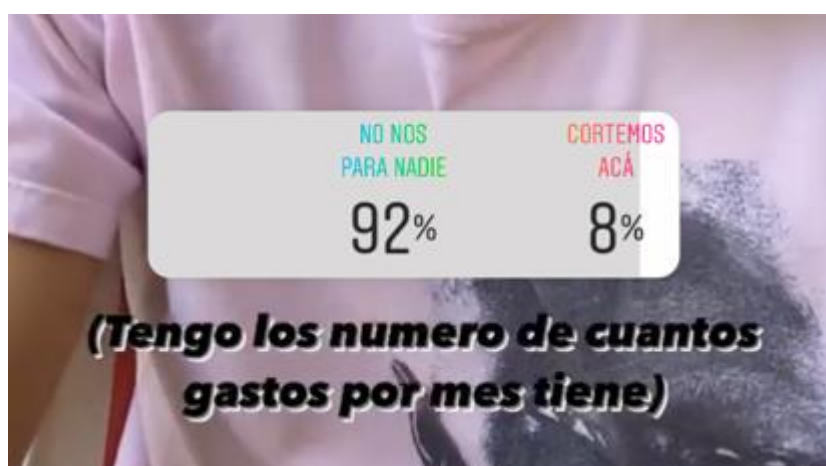 NO NOS
PARA NADIE
92%
CORTEMOS
ACÁ
8%
(Tengo los numero de cuantos
gastos por mes tiene)